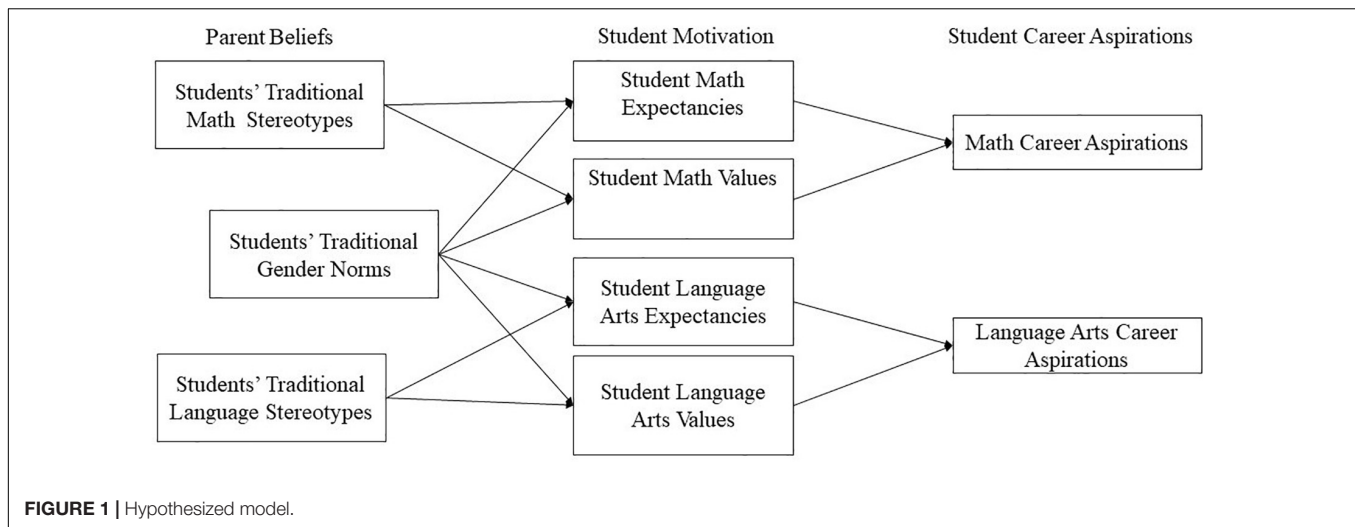 Parent Beliefs
Student Motivation
Student Career Aspirations
Students’ Traditional
Math Stereotypes
Students’ Traditional
Gender Norms
Students’ Traditional
Language Stereotypes
Student Math
Expectancies
Student Math Values
Student Language
Arts Expectancies
Student Language
Arts Values
Math Career Aspirations
Language Arts Career
Aspirations
FIGURE 1 | Hypothesized model.